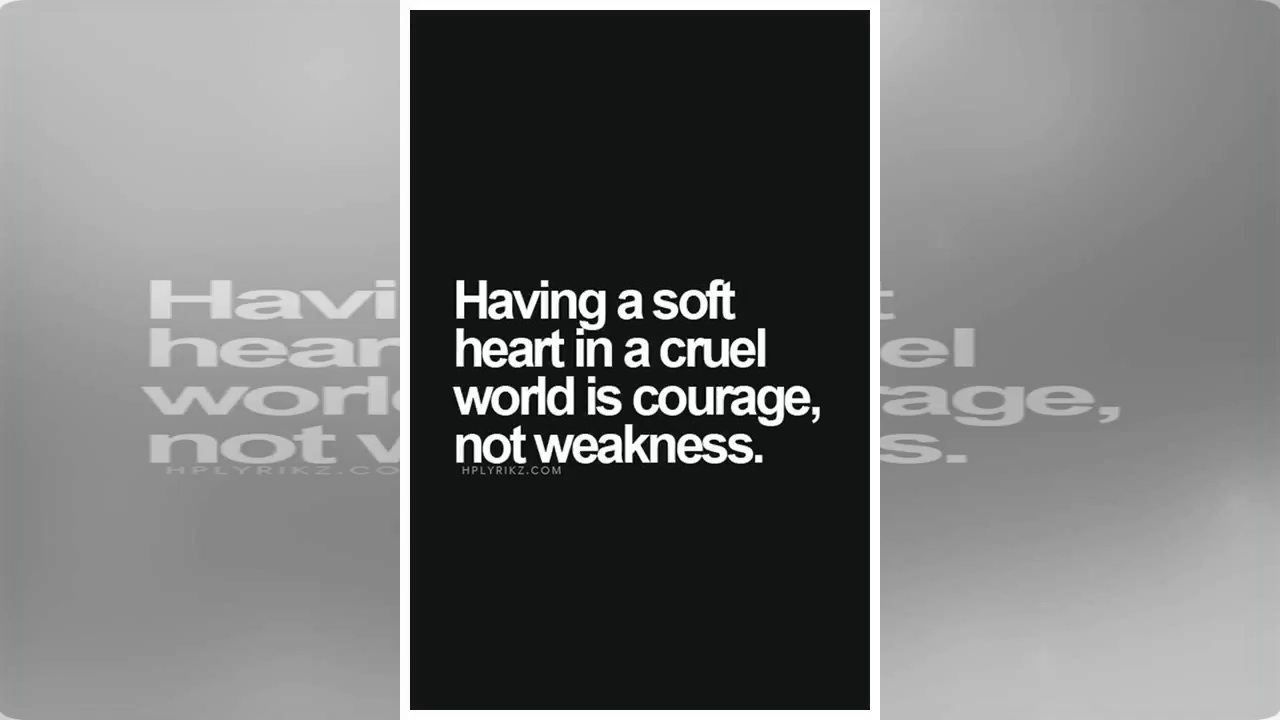 Having a soft
heart in a cruel
world is courage,
not weakness.
HPLYRIKZ.COM